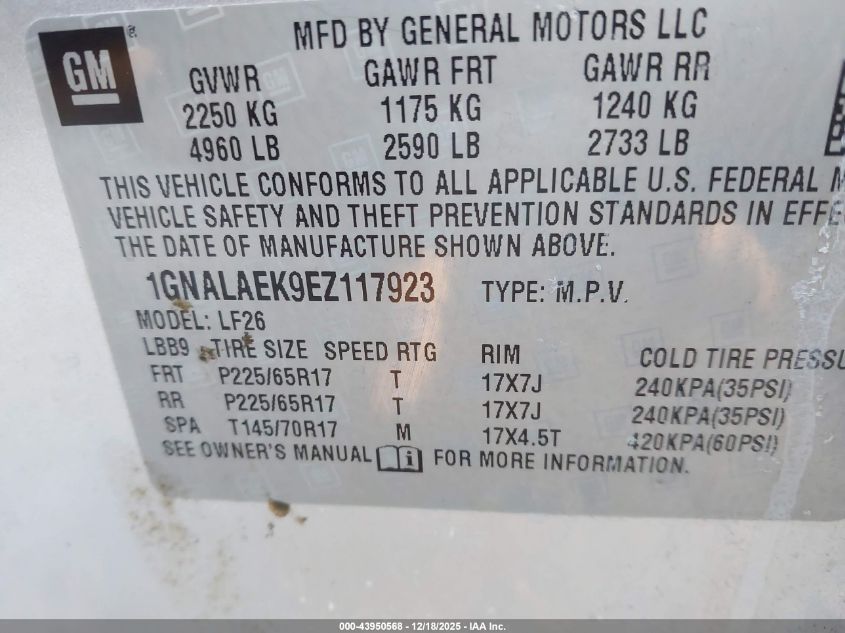 GM
MFD BY GENERAL MOTORS LLC
GVWR GAWR FRT GAWR RR
2250 KG 1175 KG 1240 KG
4960 LB 2590 LB 2733 LB
THIS VEHICLE CONFORMS TO ALL APPLICABLE U.S. FEDERAL
VEHICLE SAFETY AND THEFT PREVENTION STANDARDS IN EFFE
THE DATE OF MANUFACTURE SHOWN ABOVE.
1GNALAEK9EZ117923 TYPE: M.P.V.
MODEL: LF26
LBB9 TIRE SIZE SPEED RTG RIM COLD TIRE PRESSU
FRT P225/65R17 T 17X7J 240KPA(35PSI)
RR P225/65R17 T 17X7J 240KPA(35PSI)
SPA T145/70R17 M 17X4.5T 420KPA(60PSI)
SEE OWNER'S MANUAL i FOR MORE INFORMATION.
000-43950568 - 12/18/2025 - IAA Inc.